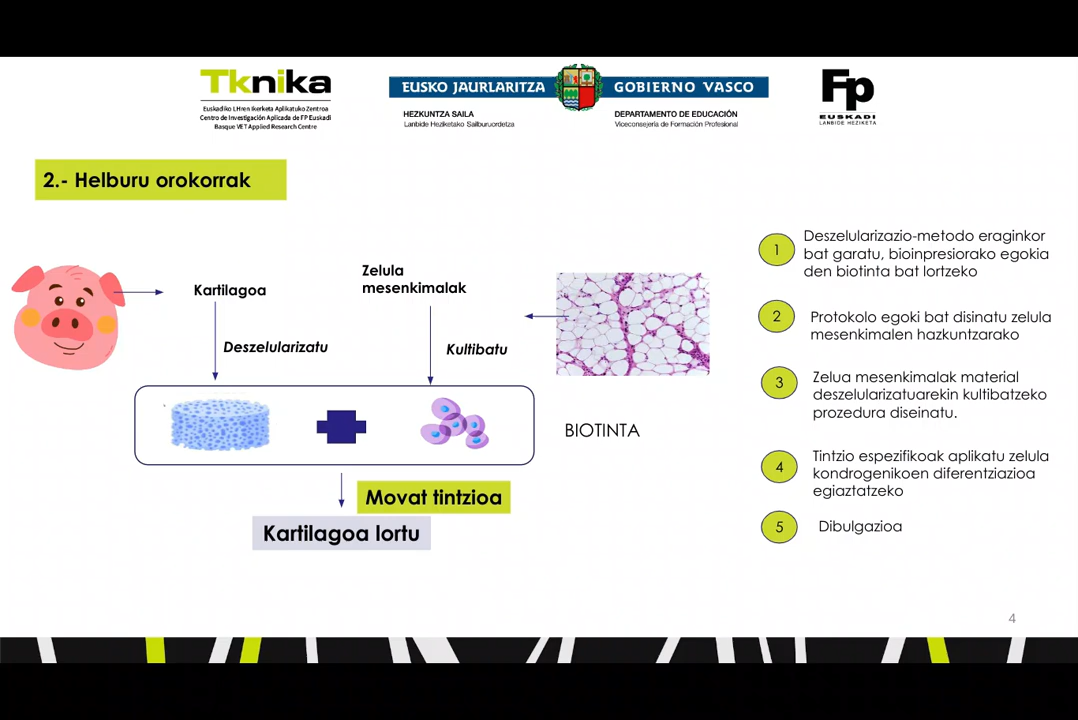 Tknika
Euskadiko LHren Ikerketa Aplikatuko Zentroa
Centro de Investigación Aplicada de FP Euskadi
Basque VET Applied Research Centre
EUSKO JAURLARITZA
GOBIERNO VASCO
HEZKUNTZA SAILA
Lanbide Heziketako Sailburuordetza
DEPARTAMENTO DE EDUCACIÓN
Viceconsejería de Formación Profesional
Fp
EUSKADI
LANBIDE HEZIKETA
2.- Helburu orokorrak
Kartilagoa
Zelula
mesenkimalak
Deszelularizatu
Kultibatu
BIOTINTA
Movat tintzioa
Kartilagoa lortu
1
Deszelularizazio-metodo eraginkor
bat garatu, bioinpresiorako egokia
den biotinta bat lortzeko
2
Protokolo egoki bat disinatu zelula
mesenkimalen hazkuntzarako
3
Zelua mesenkimalak material
deszelularizatuarekin kultibatzeko
prozedura diseinatu.
4
Tintzio espezifikoak aplikatu zelula
kondrogenikoen diferentziazioa
egiaztatzeko
5
Dibulgazioa
4